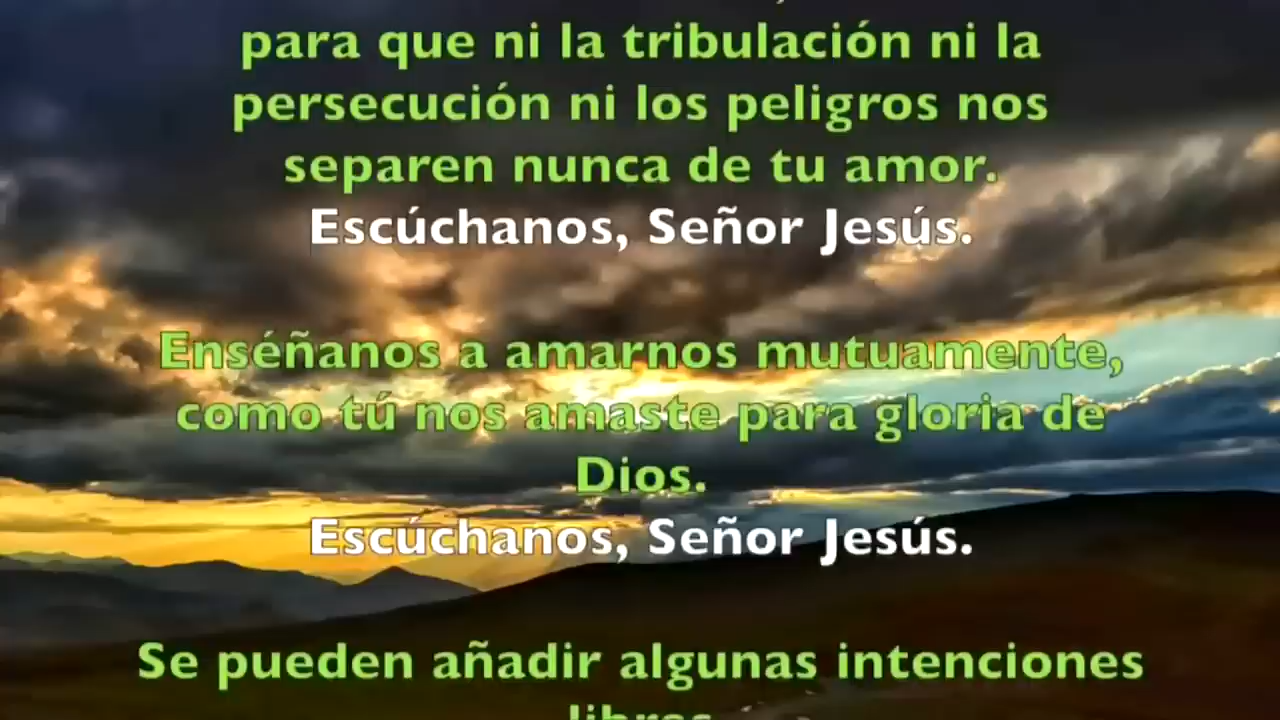 para que ni la tribulación ni la
persecución ni los peligros nos
separen nunca de tu amor.
Escúchanos, Señor Jesús.
Enséñanos a amarnos mutuamente,
como tú nos amaste para gloria de
Dios.
Escúchanos, Señor Jesús.
Se pueden añadir algunas intenciones